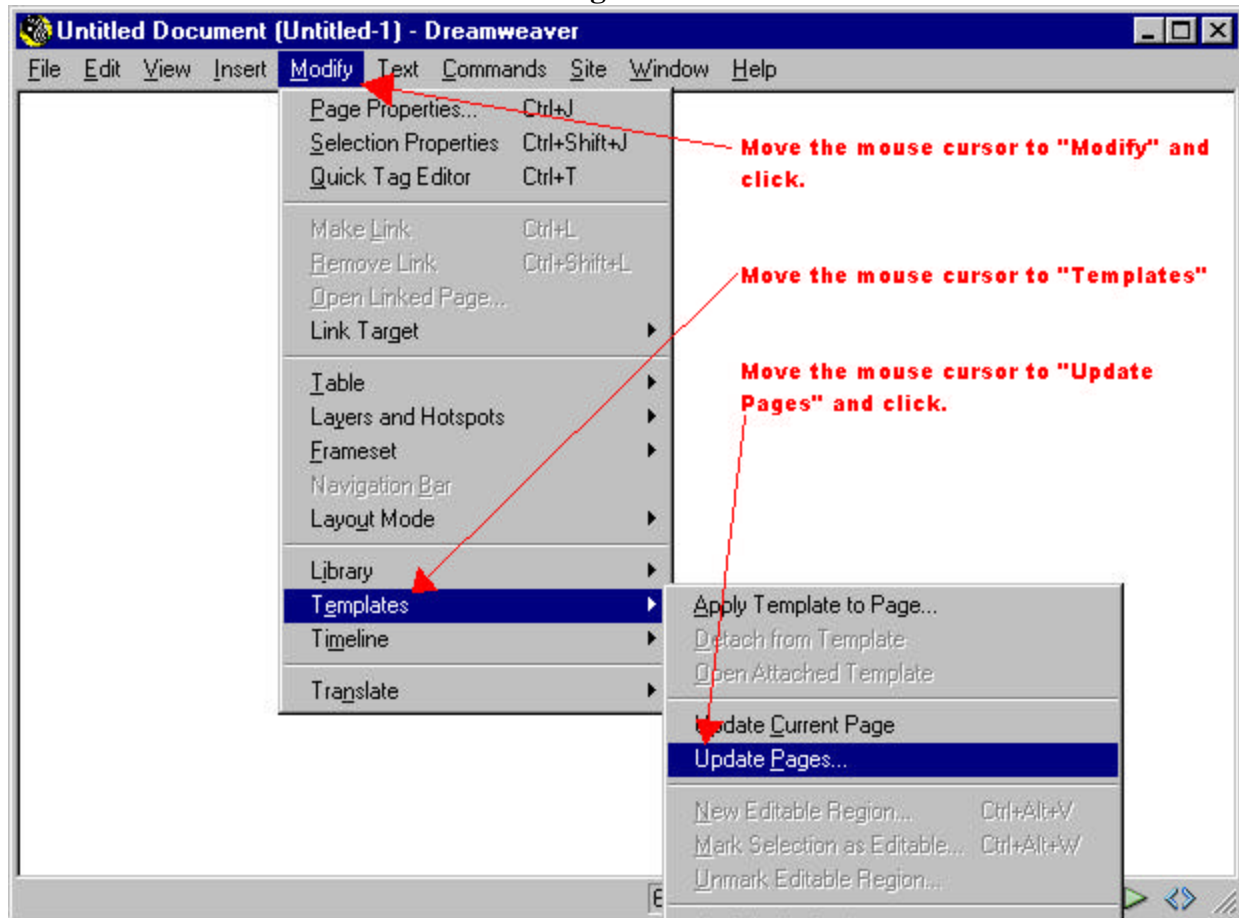 Untitled Document (Untitled-1) - Dreamweaver
File Edit View Insert Modify Text Commands Site Window Help
Page Properties... Ctrl+J
Selection Properties Ctrl+Shift+J
Quick Tag Editor Ctrl+T
Make Link Ctrl+L
Remove Link Ctrl+Shift+L
Open Linked Page...
Link Target
Table
Layers and Hotspots
Frameset
Navigation Bar
Layout Mode
Library
Templates
Timeline
Translate
Move the mouse cursor to "Modify" and
click.
Move the mouse cursor to "Templates"
Move the mouse cursor to "Update
Pages" and click.
Apply Template to Page...
Detach from Template
Open Attached Template
Update Current Page
Update Pages...
New Editable Region... Ctrl+Alt+V
Mark Selection as Editable... Ctrl+Alt+W
Unmark Editable Region...